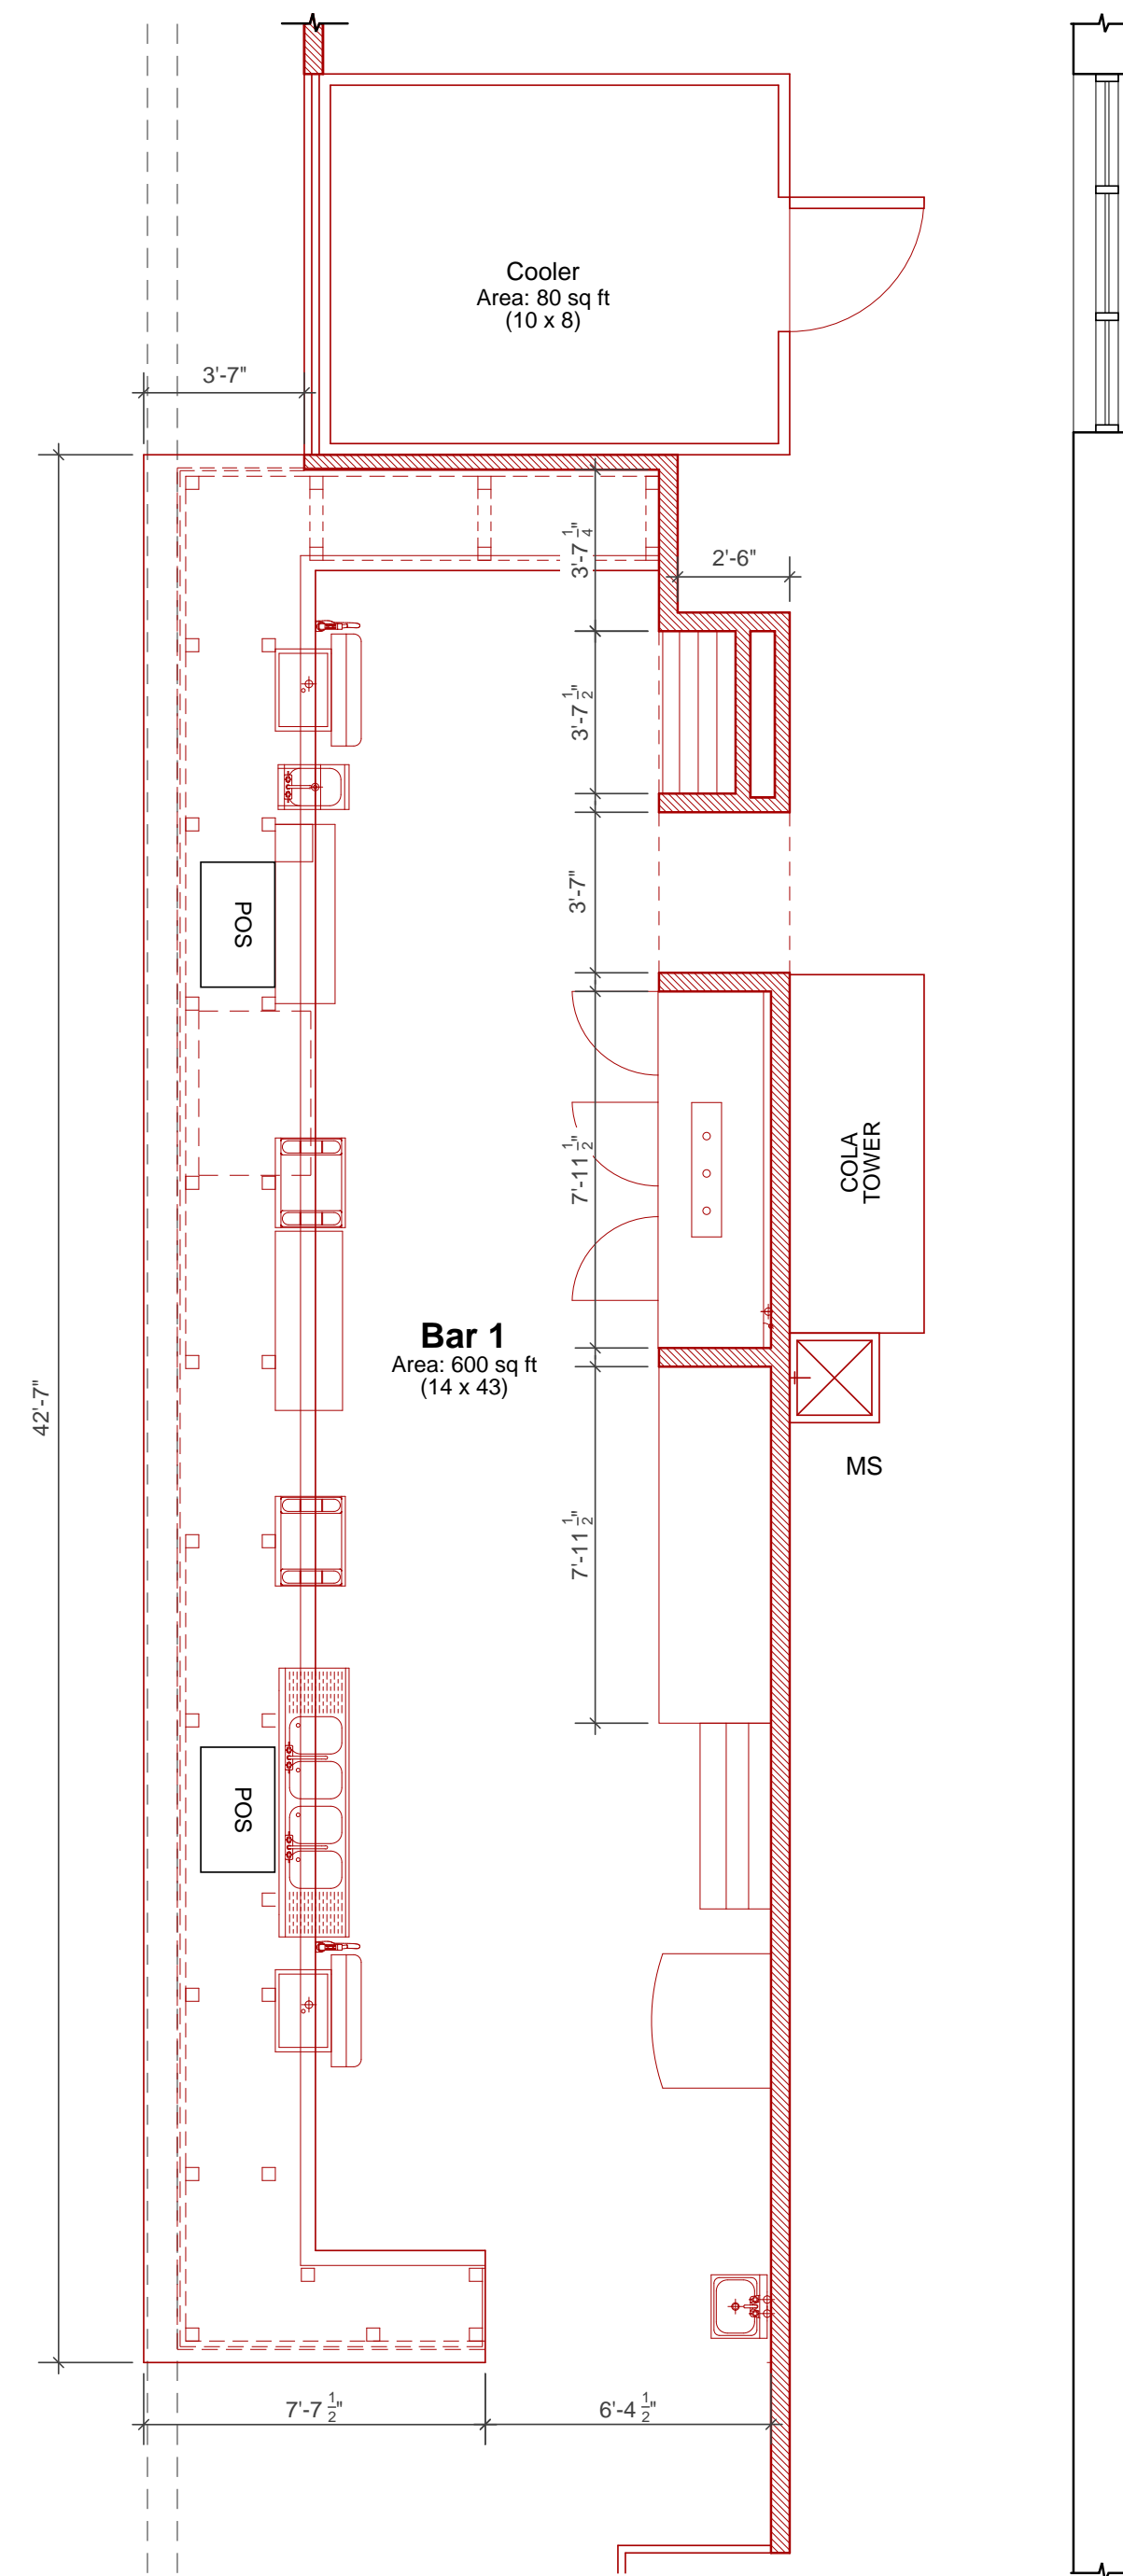 Cooler
Area: 80 sq ft
(10 x 8)
3'-7"
3'-7 1/4"
2'-6"
3'-7 1/2"
3'-7"
POS
COLA
TOWER
7'-11 1/2"
Bar 1
Area: 600 sq ft
(14 x 43)
42'-7"
MS
7'-11 1/2"
POS
7'-7 1/2"
6'-4 1/2"